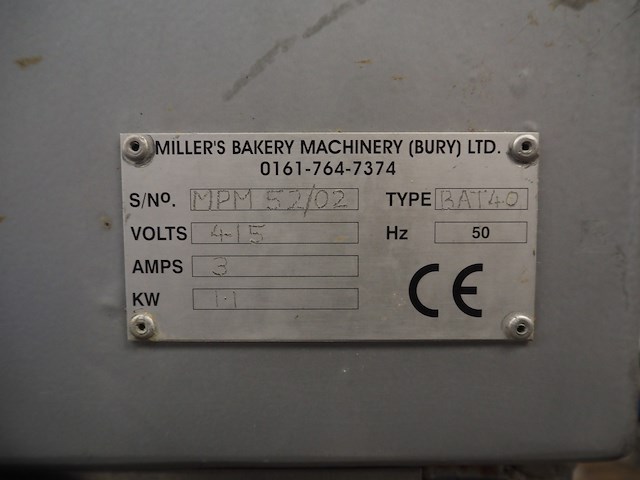 MILLER'S BAKERY MACHINERY (BURY) LTD.
0161-764-7374
S/No. MPM 52/02 TYPE BAT40
VOLTS 415 Hz 50
AMPS 3
KW 1.1
CE